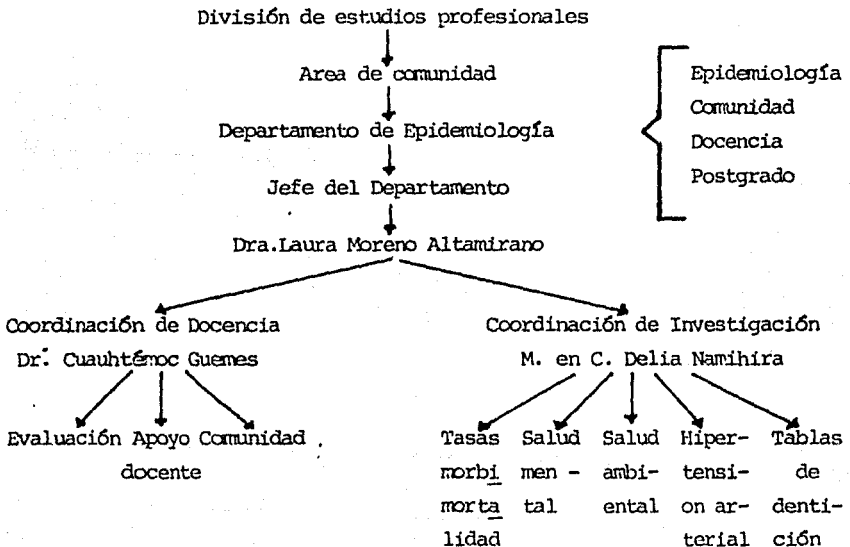 División de estudios profesionales
Area de comunidad
Departamento de Epidemiología
Jefe del Departamento
Dra.Laura Moreno Altamirano
Epidemiología
Comunidad
Docencia
Postgrado
Coordinación de Docencia
Dr. Cuauhtémoc Guemes
Evaluación Apoyo Comunidad
docente
Coordinación de Investigación
M. en C. Delia Namihira
Tasas
morbi
morta
lidad
Salud
men -
tal
Salud
ambi-
ental
Hiper-
tensi-
on ar-
terial
Tablas
de
denti-
ción